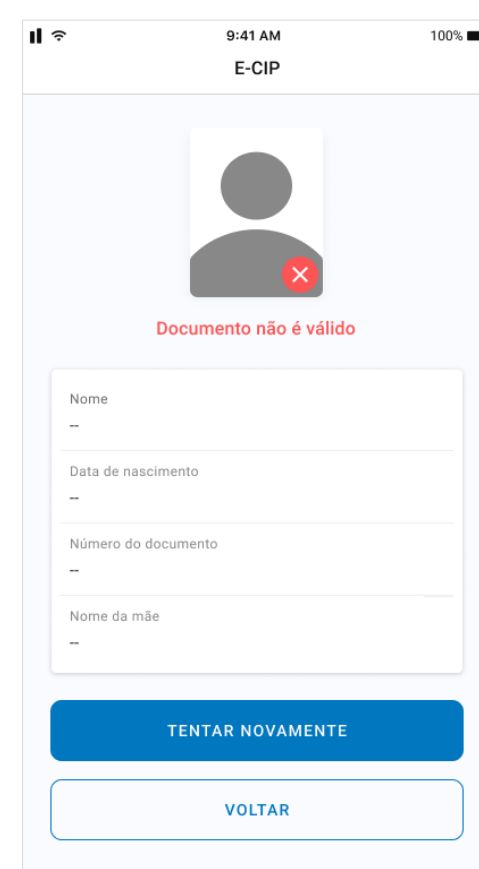 9:41 AM 100%
E-CIP
Documento não é válido
Nome
--
Data de nascimento
--
Número do documento
--
Nome da mãe
--
TENTAR NOVAMENTE
VOLTAR